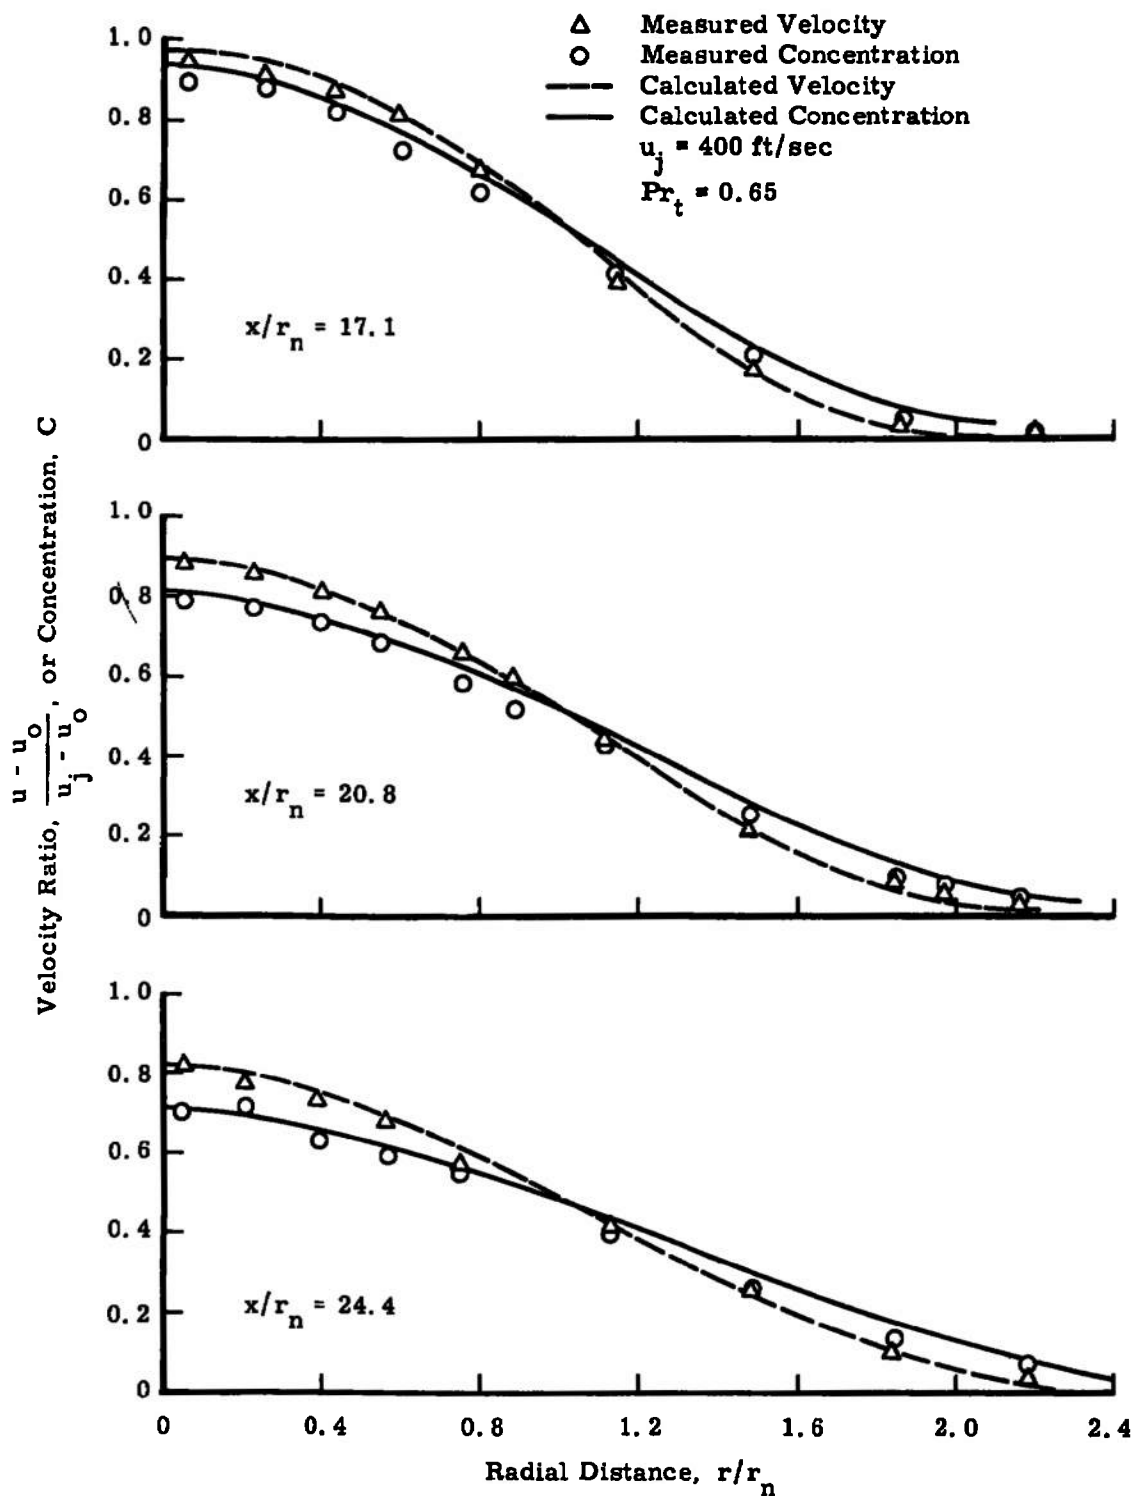 Measured Velocity
Measured Concentration
Calculated Velocity
Calculated Concentration
u_j = 400 ft/sec
Pr_t = 0.65
1.0
0.8
0.6
0.4
0.2
0
x/r_n = 17.1
1.0
0.8
0.6
0.4
0.2
0
x/r_n = 20.8
1.0
0.8
0.6
0.4
0.2
0
x/r_n = 24.4
0 0.4 0.8 1.2 1.6 2.0 2.4
Radial Distance, r/r_n
Velocity Ratio, (u - u_o)/(u_j - u_o), or Concentration, C